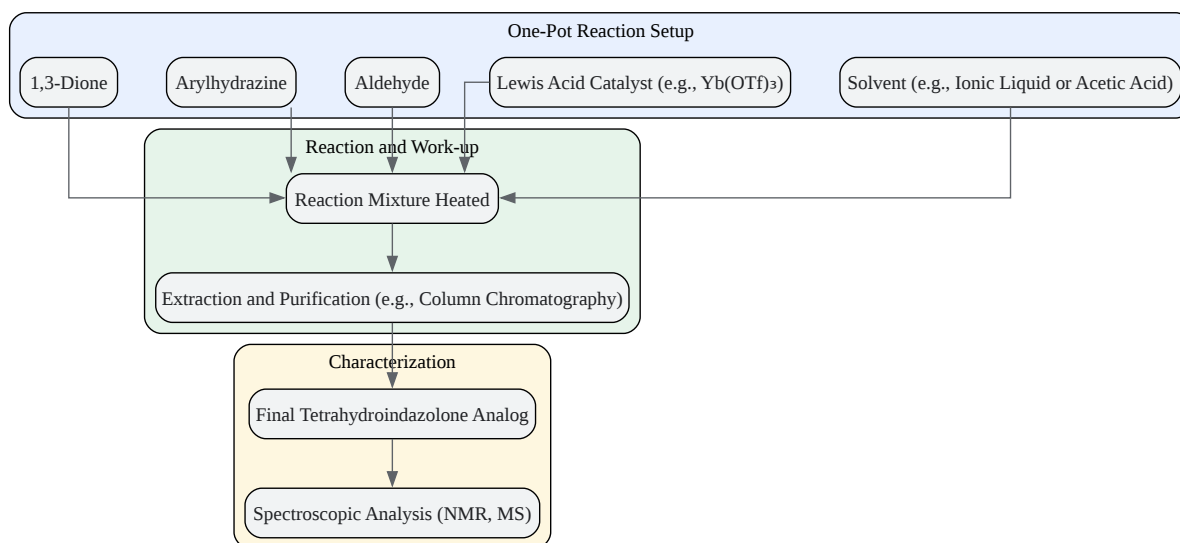 One-Pot Reaction Setup
1,3-Dione
Arylhydrazine
Aldehyde
Lewis Acid Catalyst (e.g., Yb(OTf)₃)
Solvent (e.g., Ionic Liquid or Acetic Acid)
Reaction and Work-up
Reaction Mixture Heated
Extraction and Purification (e.g., Column Chromatography)
Characterization
Final Tetrahydroindazolone Analog
Spectroscopic Analysis (NMR, MS)